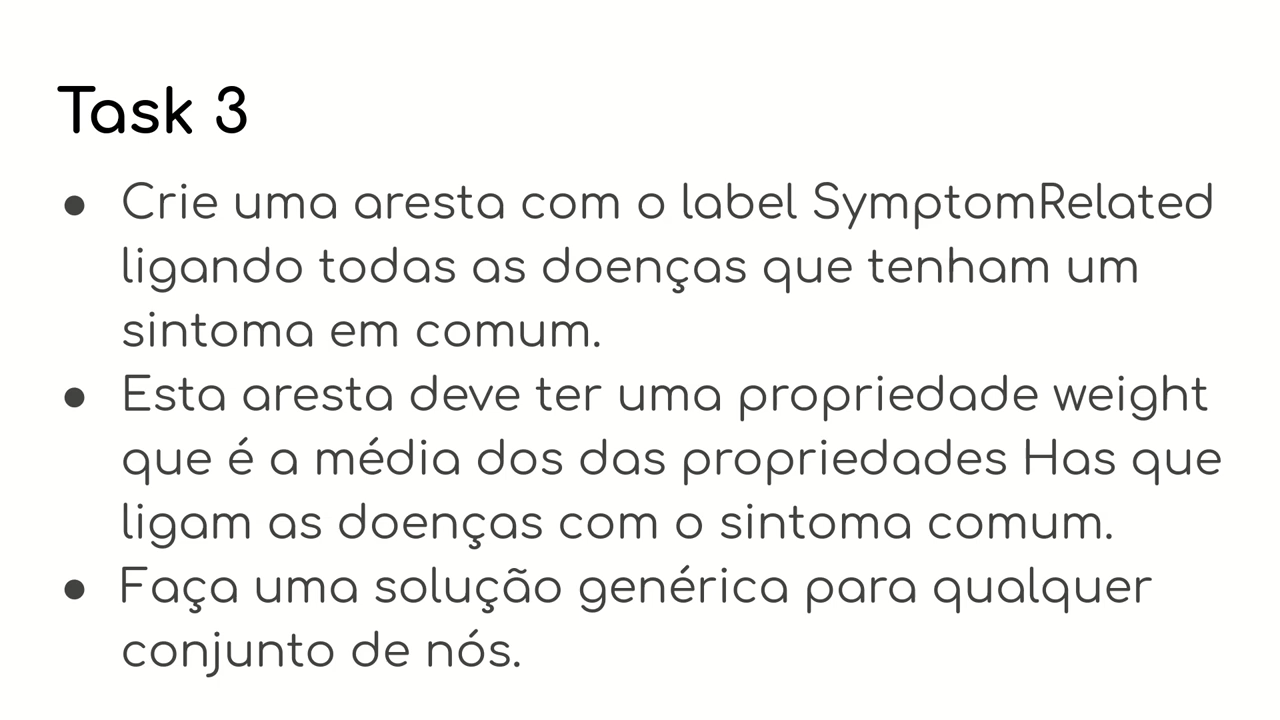 Task 3
● Crie uma aresta com o label SymptomRelated
ligando todas as doenças que tenham um
sintoma em comum.
● Esta aresta deve ter uma propriedade weight
que é a média dos das propriedades Has que
ligam as doenças com o sintoma comum.
● Faça uma solução genérica para qualquer
conjunto de nós.